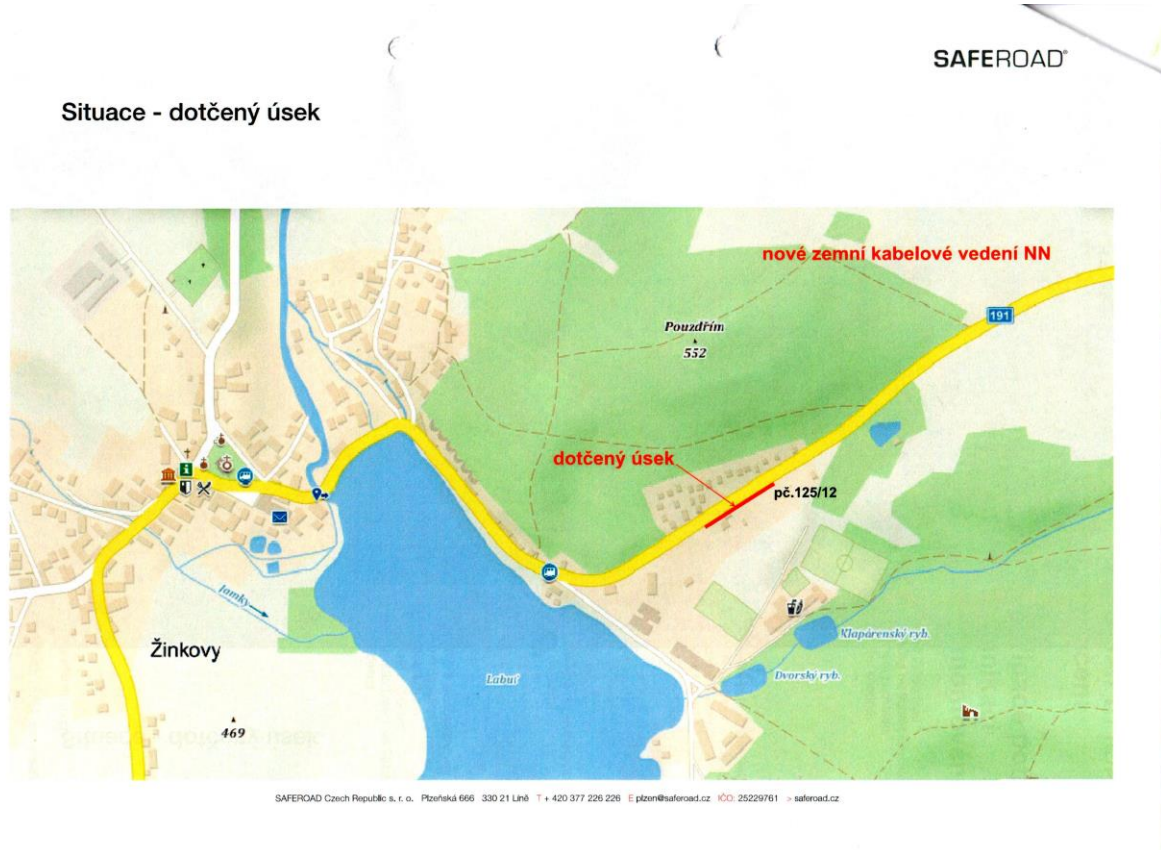 SAFEROAD®
Situace - dotčený úsek
nové zemní kabelové vedení NN
191
Pouzdřím
552
dotčený úsek
pč.125/12
Jamky
Klapárenský ryb.
Žinkovy
Labuť
Dvorský ryb.
469
SAFEROAD Czech Republic s. r. o. Plzeňská 666 330 21 Líně T + 420 377 226 226 E plzen@saferoad.cz IČO: 25229761 > saferoad.cz